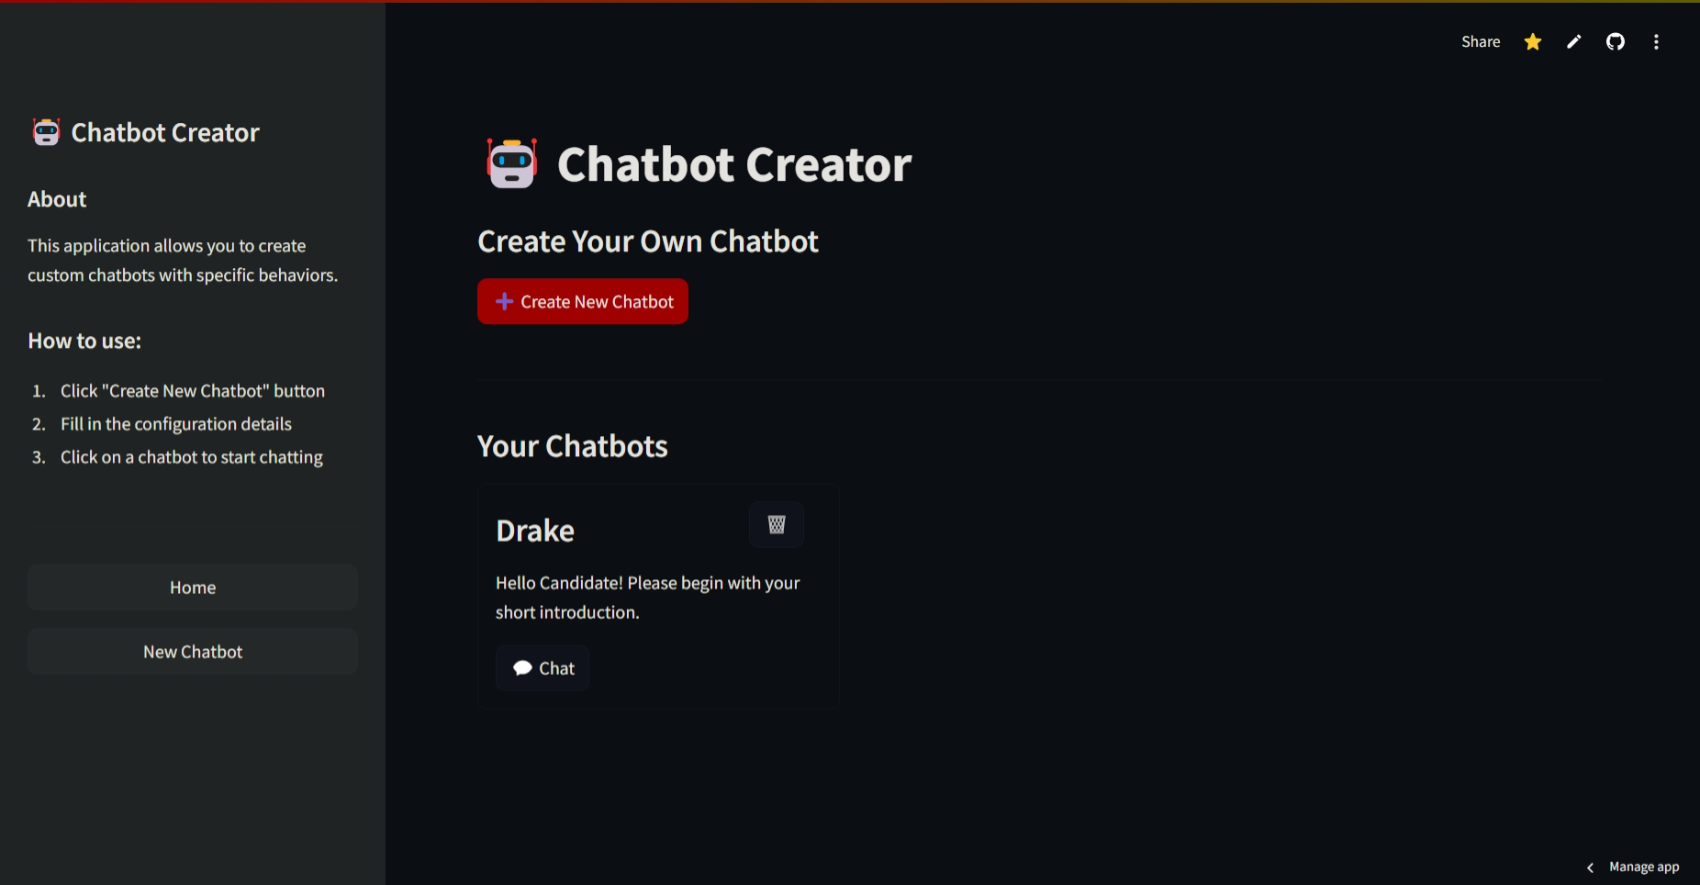 Share
Chatbot Creator
About
This application allows you to create
custom chatbots with specific behaviors.
How to use:
1. Click "Create New Chatbot" button
2. Fill in the configuration details
3. Click on a chatbot to start chatting
Home
New Chatbot
Chatbot Creator
Create Your Own Chatbot
Create New Chatbot
Your Chatbots
Drake
Hello Candidate! Please begin with your
short introduction.
Chat
Manage app